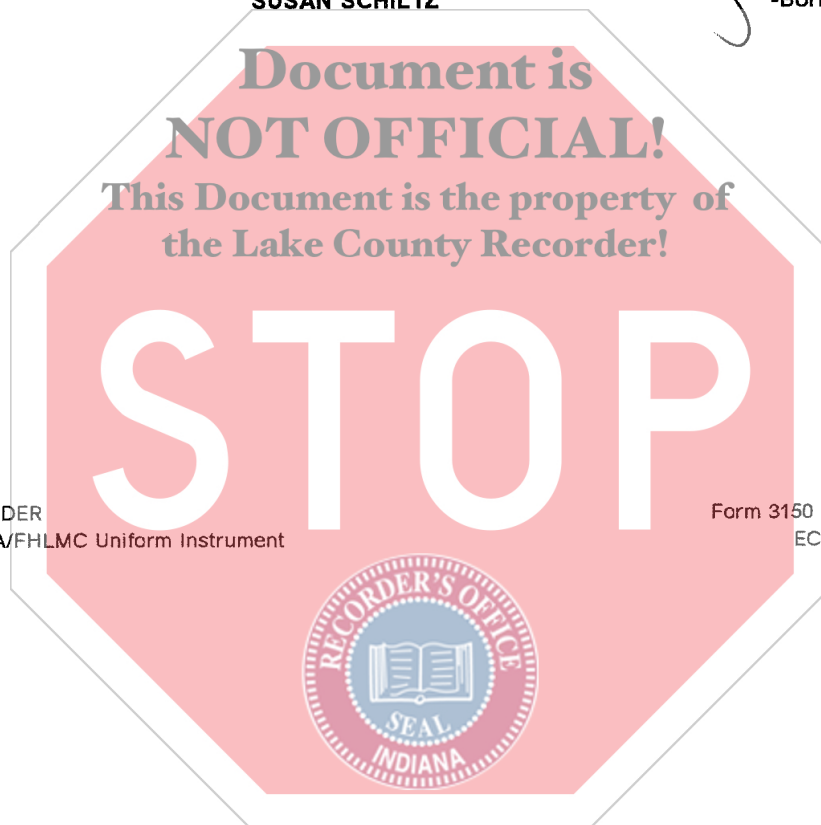 SUSAN SCHILTZ
Document is
NOT OFFICIAL!
This Document is the property of
the Lake County Recorder!
STOP
DER
Form 3150
/FHLMC Uniform Instrument
EC
RECORDER'S OFFICE
SEAL
INDIANA